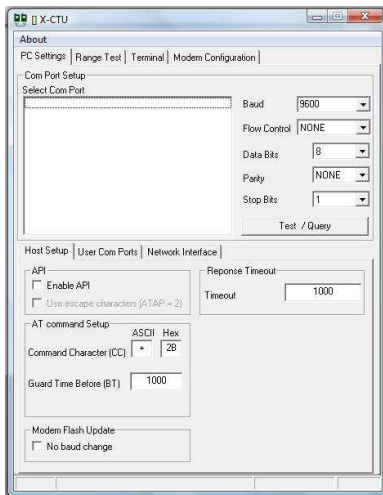 X-CTU
About
PC Settings Range Test Terminal Modem Configuration
Com Port Setup
Select Com Port
Baud 9600
Flow Control NONE
Data Bits 8
Parity NONE
Stop Bits 1
Test / Query
Host Setup User Com Ports Network Interface
API
Enable API
Use escape characters (ATAP = 2)
Reponse Timeout
Timeout 1000
AT command Setup
ASCII Hex
Command Character (CC) + 2B
Guard Time Before (BT) 1000
Modem Flash Update
No baud change